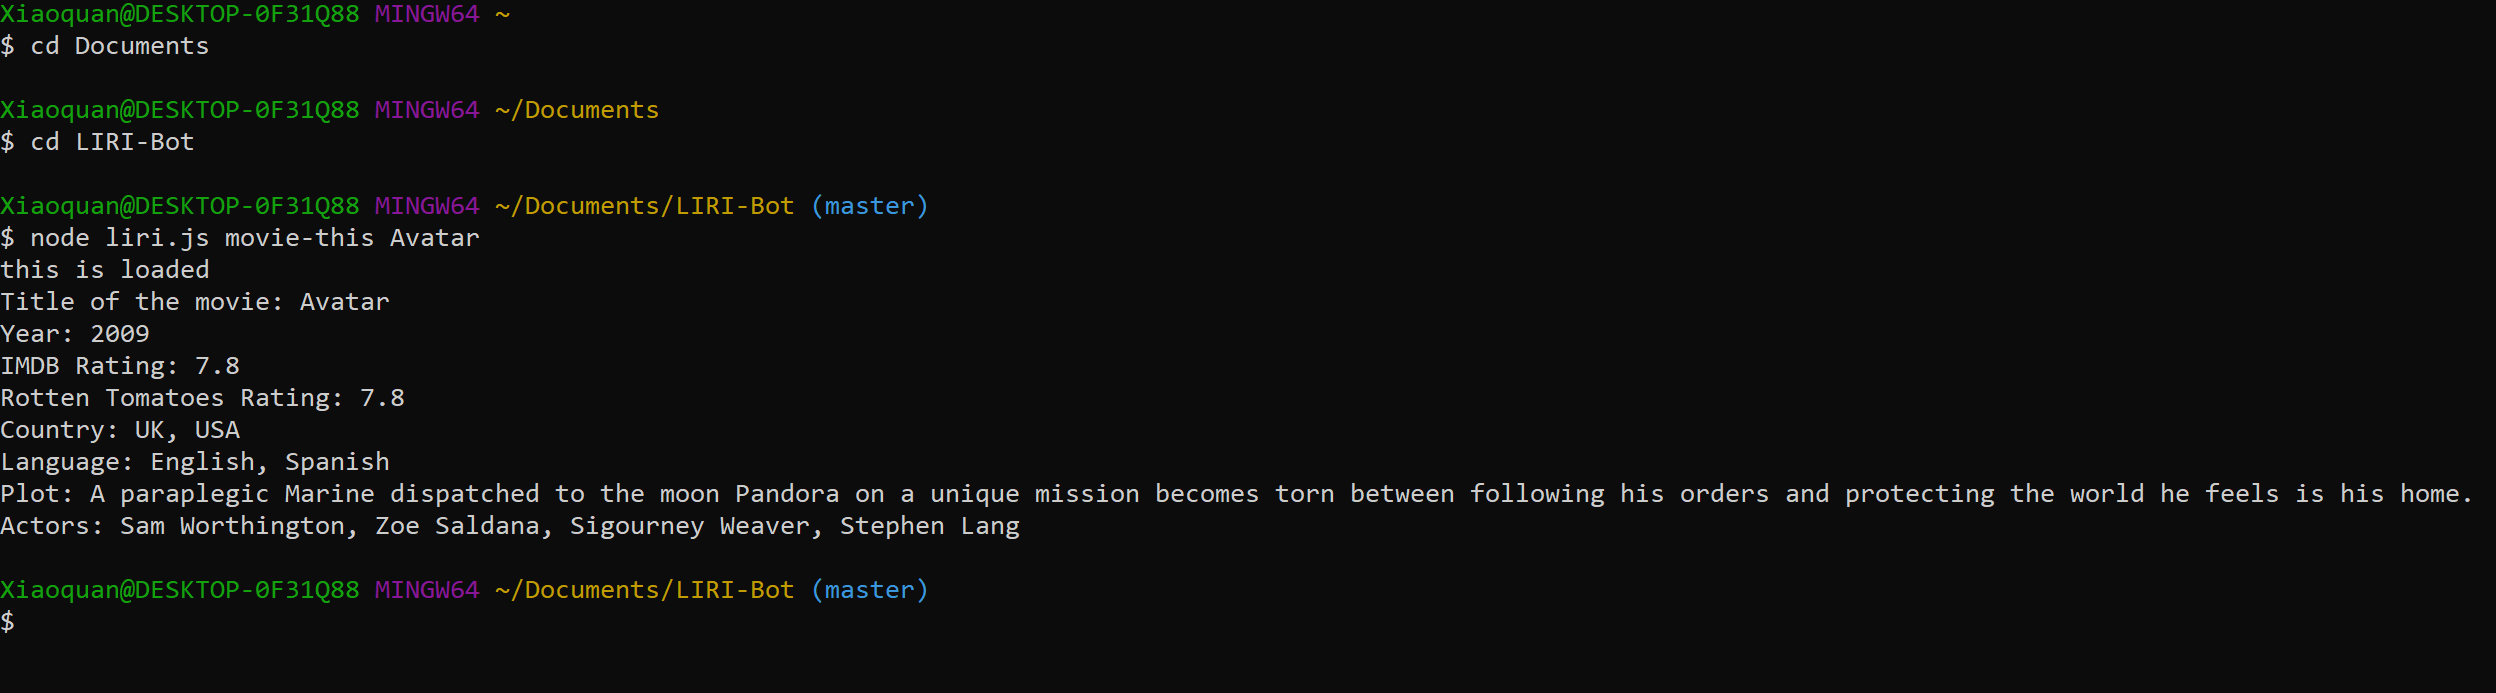 Xiaoquan@DESKTOP-0F31Q88 MINGW64 ~
$ cd Documents
Xiaoquan@DESKTOP-0F31Q88 MINGW64 ~/Documents
$ cd LIRI-Bot
Xiaoquan@DESKTOP-0F31Q88 MINGW64 ~/Documents/LIRI-Bot (master)
$ node liri.js movie-this Avatar
this is loaded
Title of the movie: Avatar
Year: 2009
IMDB Rating: 7.8
Rotten Tomatoes Rating: 7.8
Country: UK, USA
Language: English, Spanish
Plot: A paraplegic Marine dispatched to the moon Pandora on a unique mission becomes torn between following his orders and protecting the world he feels is his home.
Actors: Sam Worthington, Zoe Saldana, Sigourney Weaver, Stephen Lang
Xiaoquan@DESKTOP-0F31Q88 MINGW64 ~/Documents/LIRI-Bot (master)
$